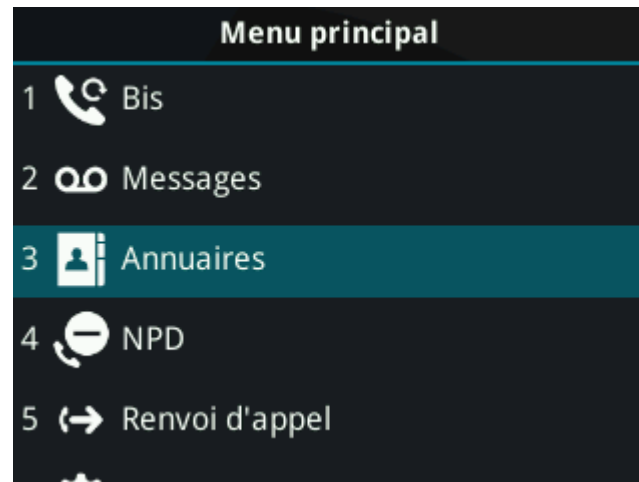 Menu principal
1 Bis
2 Messages
3 Annuaires
4 NPD
5 Renvoi d'appel